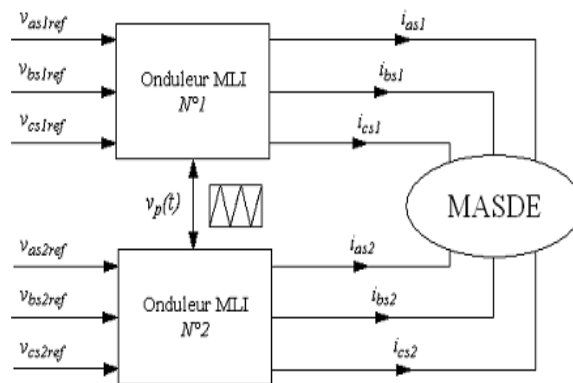 v_as1ref
v_bs1ref
v_cs1ref
Onduleur MLI
N°1
i_as1
i_bs1
i_cs1
v_p(t)
MASDE
v_as2ref
v_bs2ref
v_cs2ref
Onduleur MLI
N°2
i_as2
i_bs2
i_cs2